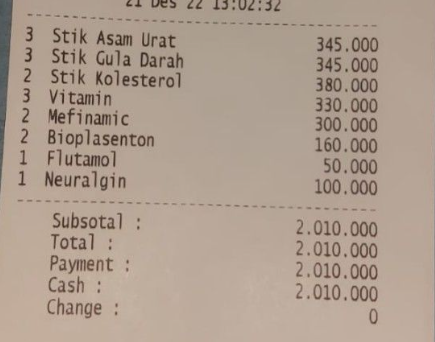 21 Des 22 13:02:32
3 Stik Asam Urat 345.000
3 Stik Gula Darah 345.000
2 Stik Kolesterol 380.000
3 Vitamin 330.000
2 Mefinamic 300.000
2 Bioplasenton 160.000
1 Flutamol 50.000
1 Neuralgin 100.000
Subsotal : 2.010.000
Total : 2.010.000
Payment : 2.010.000
Cash : 2.010.000
Change : 0